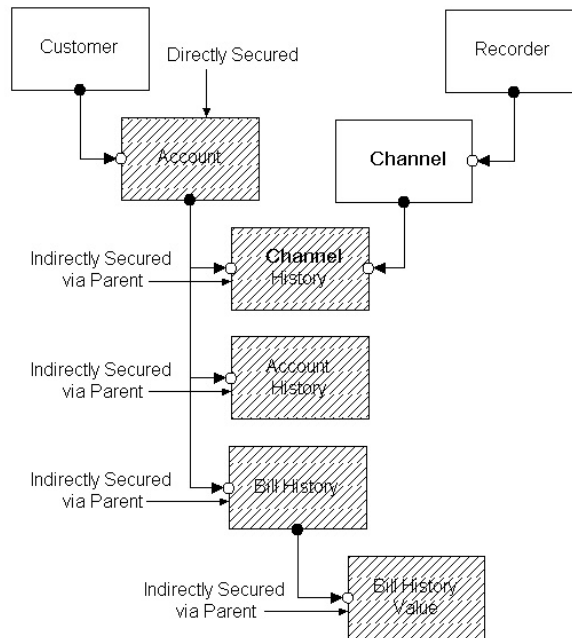 Customer
Recorder
Directly Secured
Account
Channel
Indirectly Secured
via Parent
Channel
History
Indirectly Secured
via Parent
Account
History
Indirectly Secured
via Parent
Bill History
Indirectly Secured
via Parent
Bill History
Value